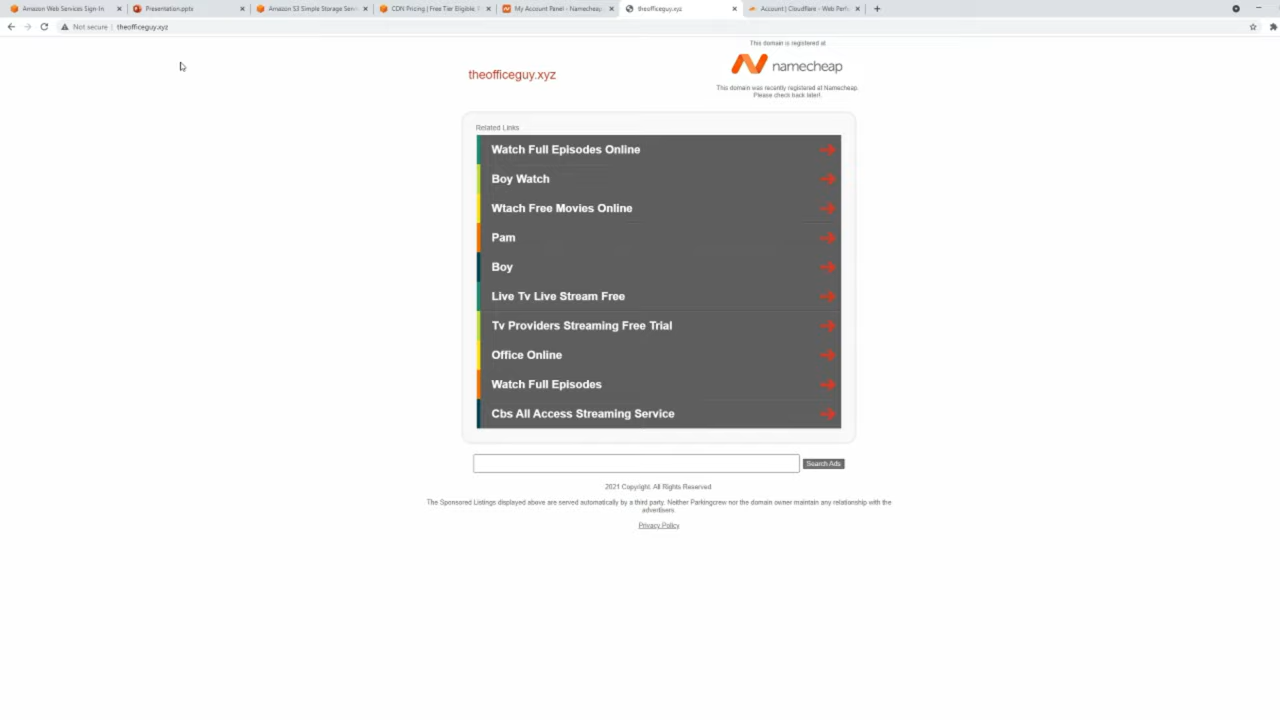 Amazon Web Services Sign-In
Presentation.pptx
Amazon S3 Simple Storage Serv
CDN Pricing | Free Tier Eligible,
My Account Panel - Namecheap
theofficeguy.xyz
Account | Cloudflare - Web Perf
Not secure | theofficeguy.xyz
This domain is registered at
namecheap
theofficeguy.xyz
This domain was recently registered at Namecheap.
Please check back later!
Related Links
Watch Full Episodes Online
Boy Watch
Wtach Free Movies Online
Pam
Boy
Live Tv Live Stream Free
Tv Providers Streaming Free Trial
Office Online
Watch Full Episodes
Cbs All Access Streaming Service
Search Ads
2021 Copyright. All Rights Reserved
The Sponsored Listings displayed above are served automatically by a third party. Neither Parkingcrew nor the domain owner maintain any relationship with the
advertisers.
Privacy Policy